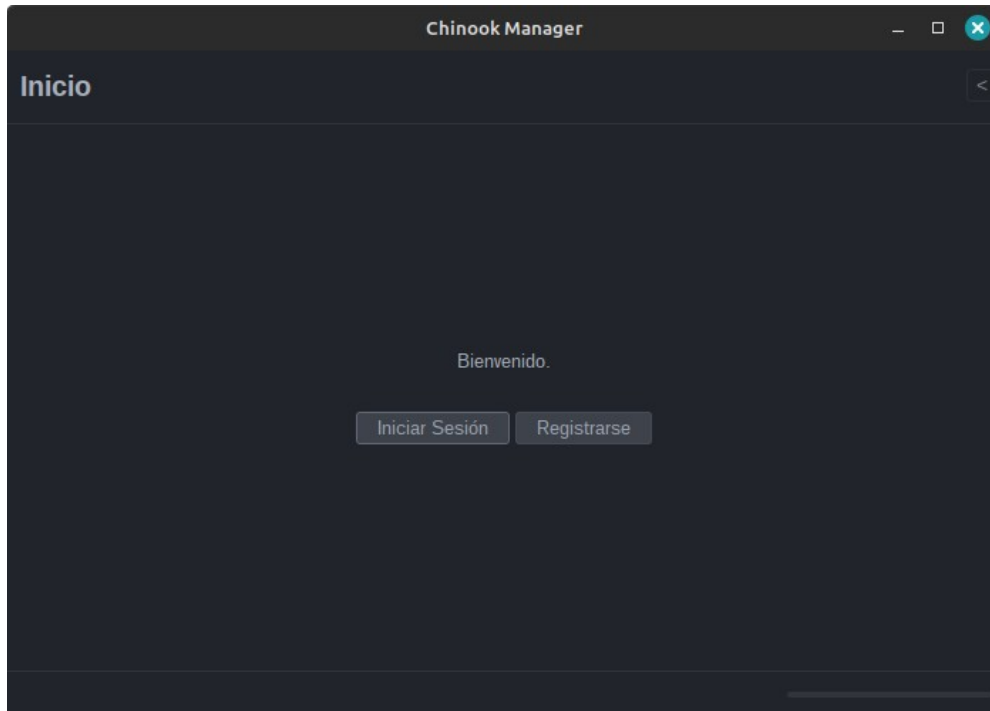 Chinook Manager
Inicio
<
Bienvenido.
Iniciar Sesión Registrarse